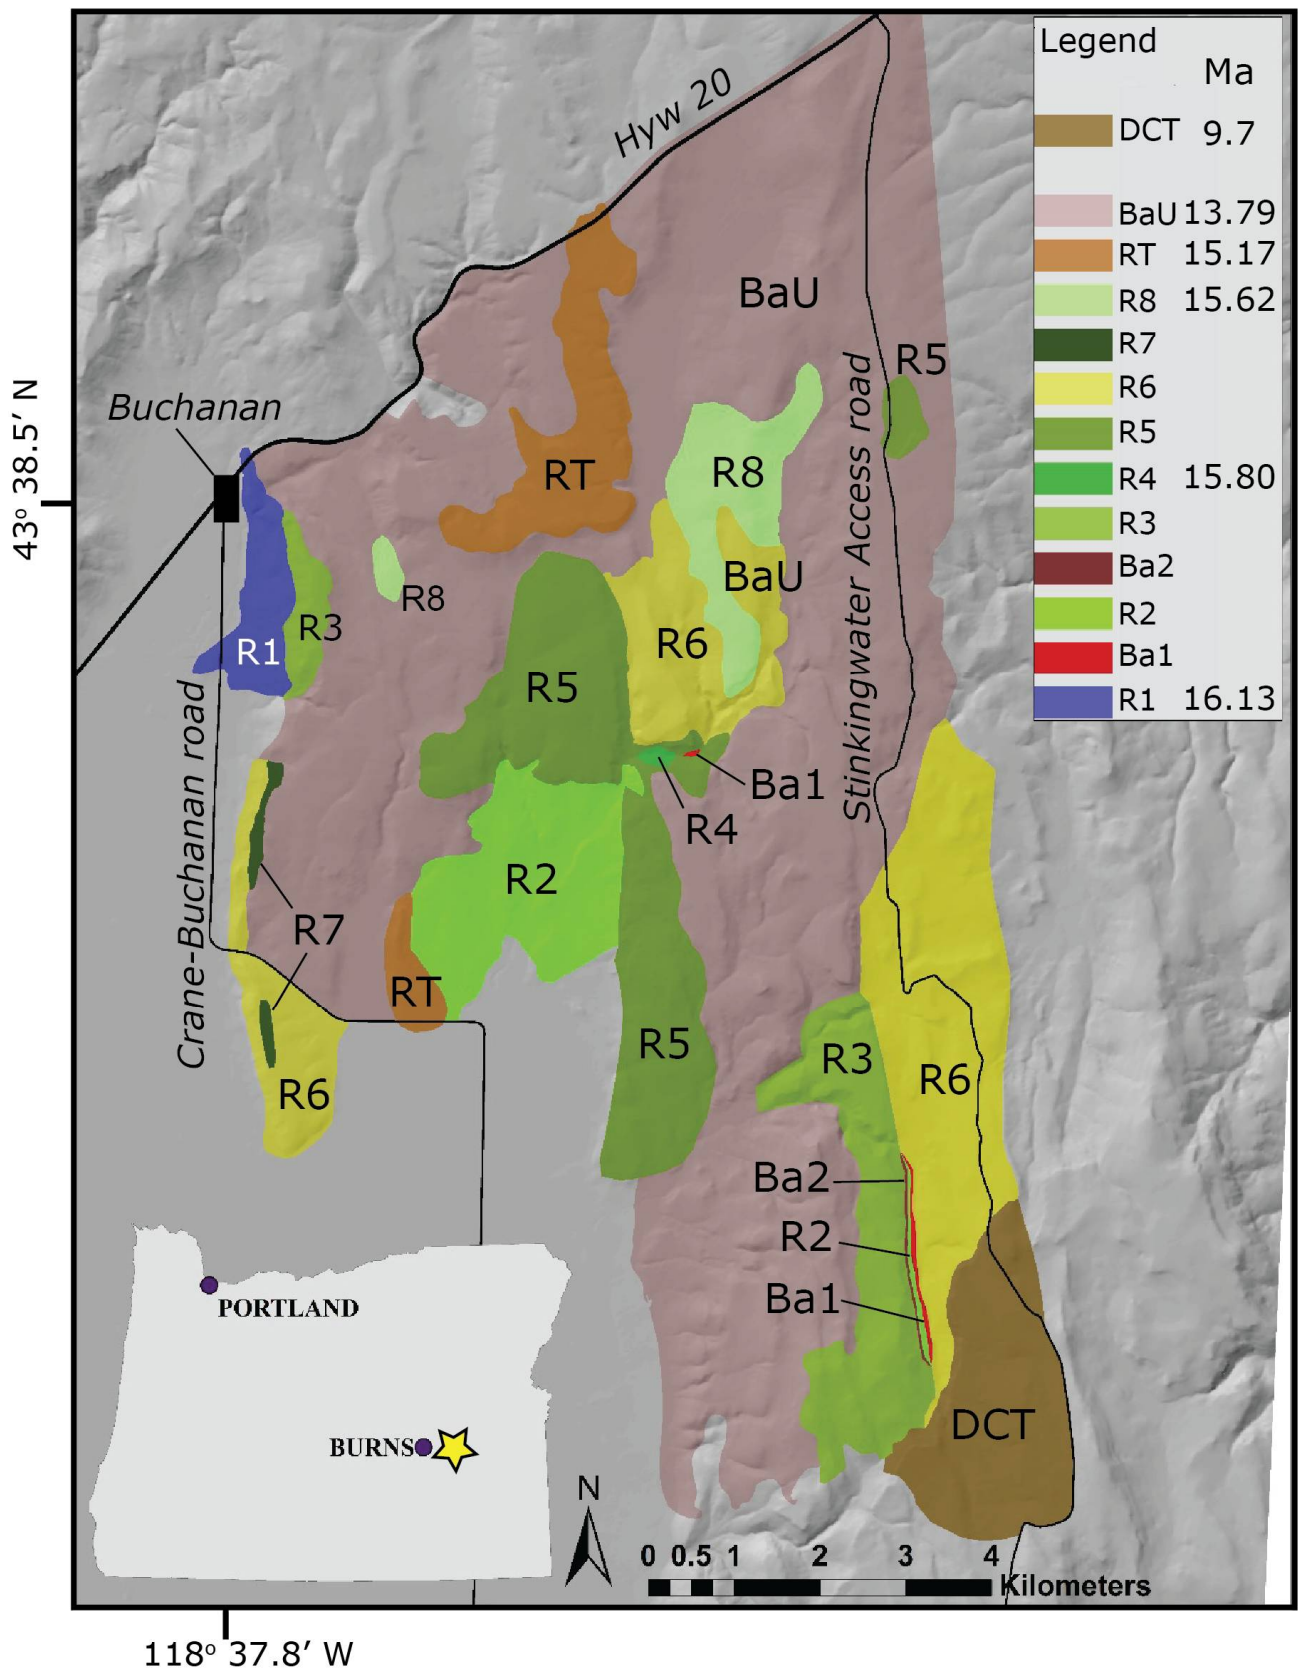 Legend
Ma
DCT 9.7
BaU 13.79
RT 15.17
R8 15.62
R7
R6
R5
R4 15.80
R3
Ba2
R2
Ba1
R1 16.13
Hyw 20
BaU
R5
Buchanan
43º 38.5' N
RT
R8
Stinkingwater Access road
BaU
R8
R3
R1
R6
R5
Crane-Buchanan road
Ba1
R4
R2
R7
RT
R5
R3
R6
R6
Ba2
R2
Ba1
DCT
PORTLAND
BURNS
N
0 0.5 1 2 3 4
Kilometers
118º 37.8' W